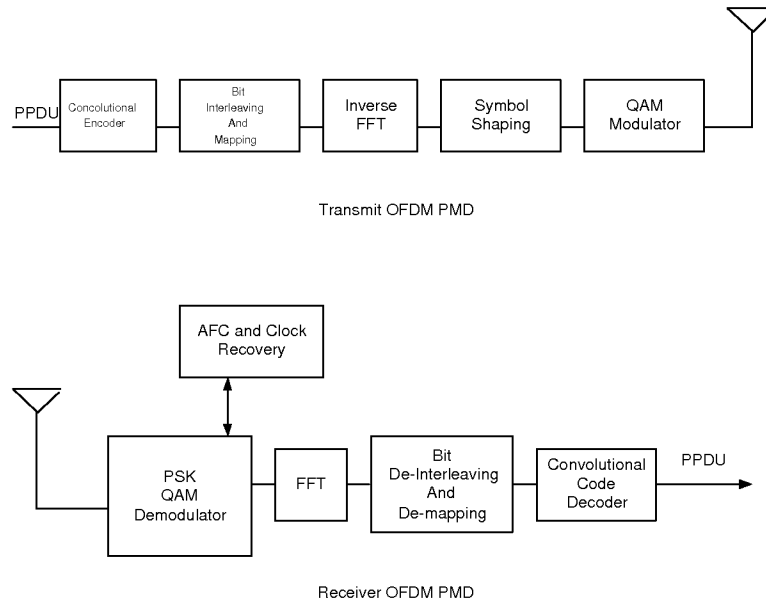 PPDU
Concolutional
Encoder
Bit
Interleaving
And
Mapping
Inverse
FFT
Symbol
Shaping
QAM
Modulator
Transmit OFDM PMD
AFC and Clock
Recovery
PSK
QAM
Demodulator
FFT
Bit
De-Interleaving
And
De-mapping
Convolutional
Code
Decoder
PPDU
Receiver OFDM PMD